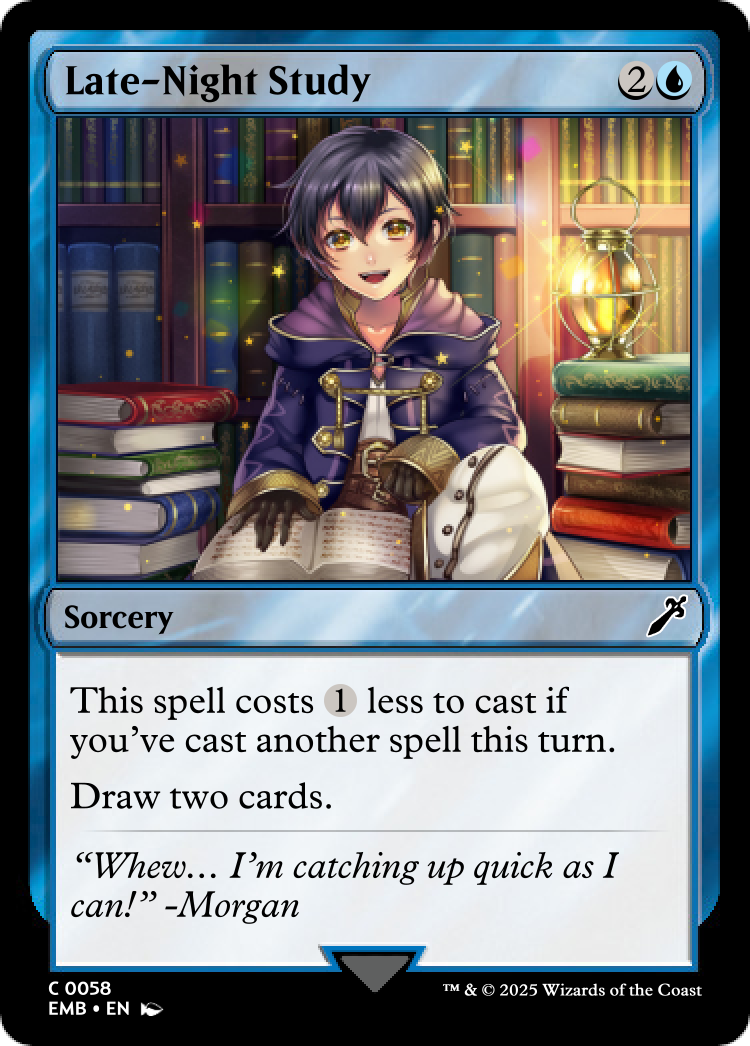 Late-Night Study
2
Sorcery
This spell costs 1 less to cast if
you've cast another spell this turn.
Draw two cards.
“Whew… I'm catching up quick as I
can!” -Morgan
C 0058
EMB • EN
™ & © 2025 Wizards of the Coast